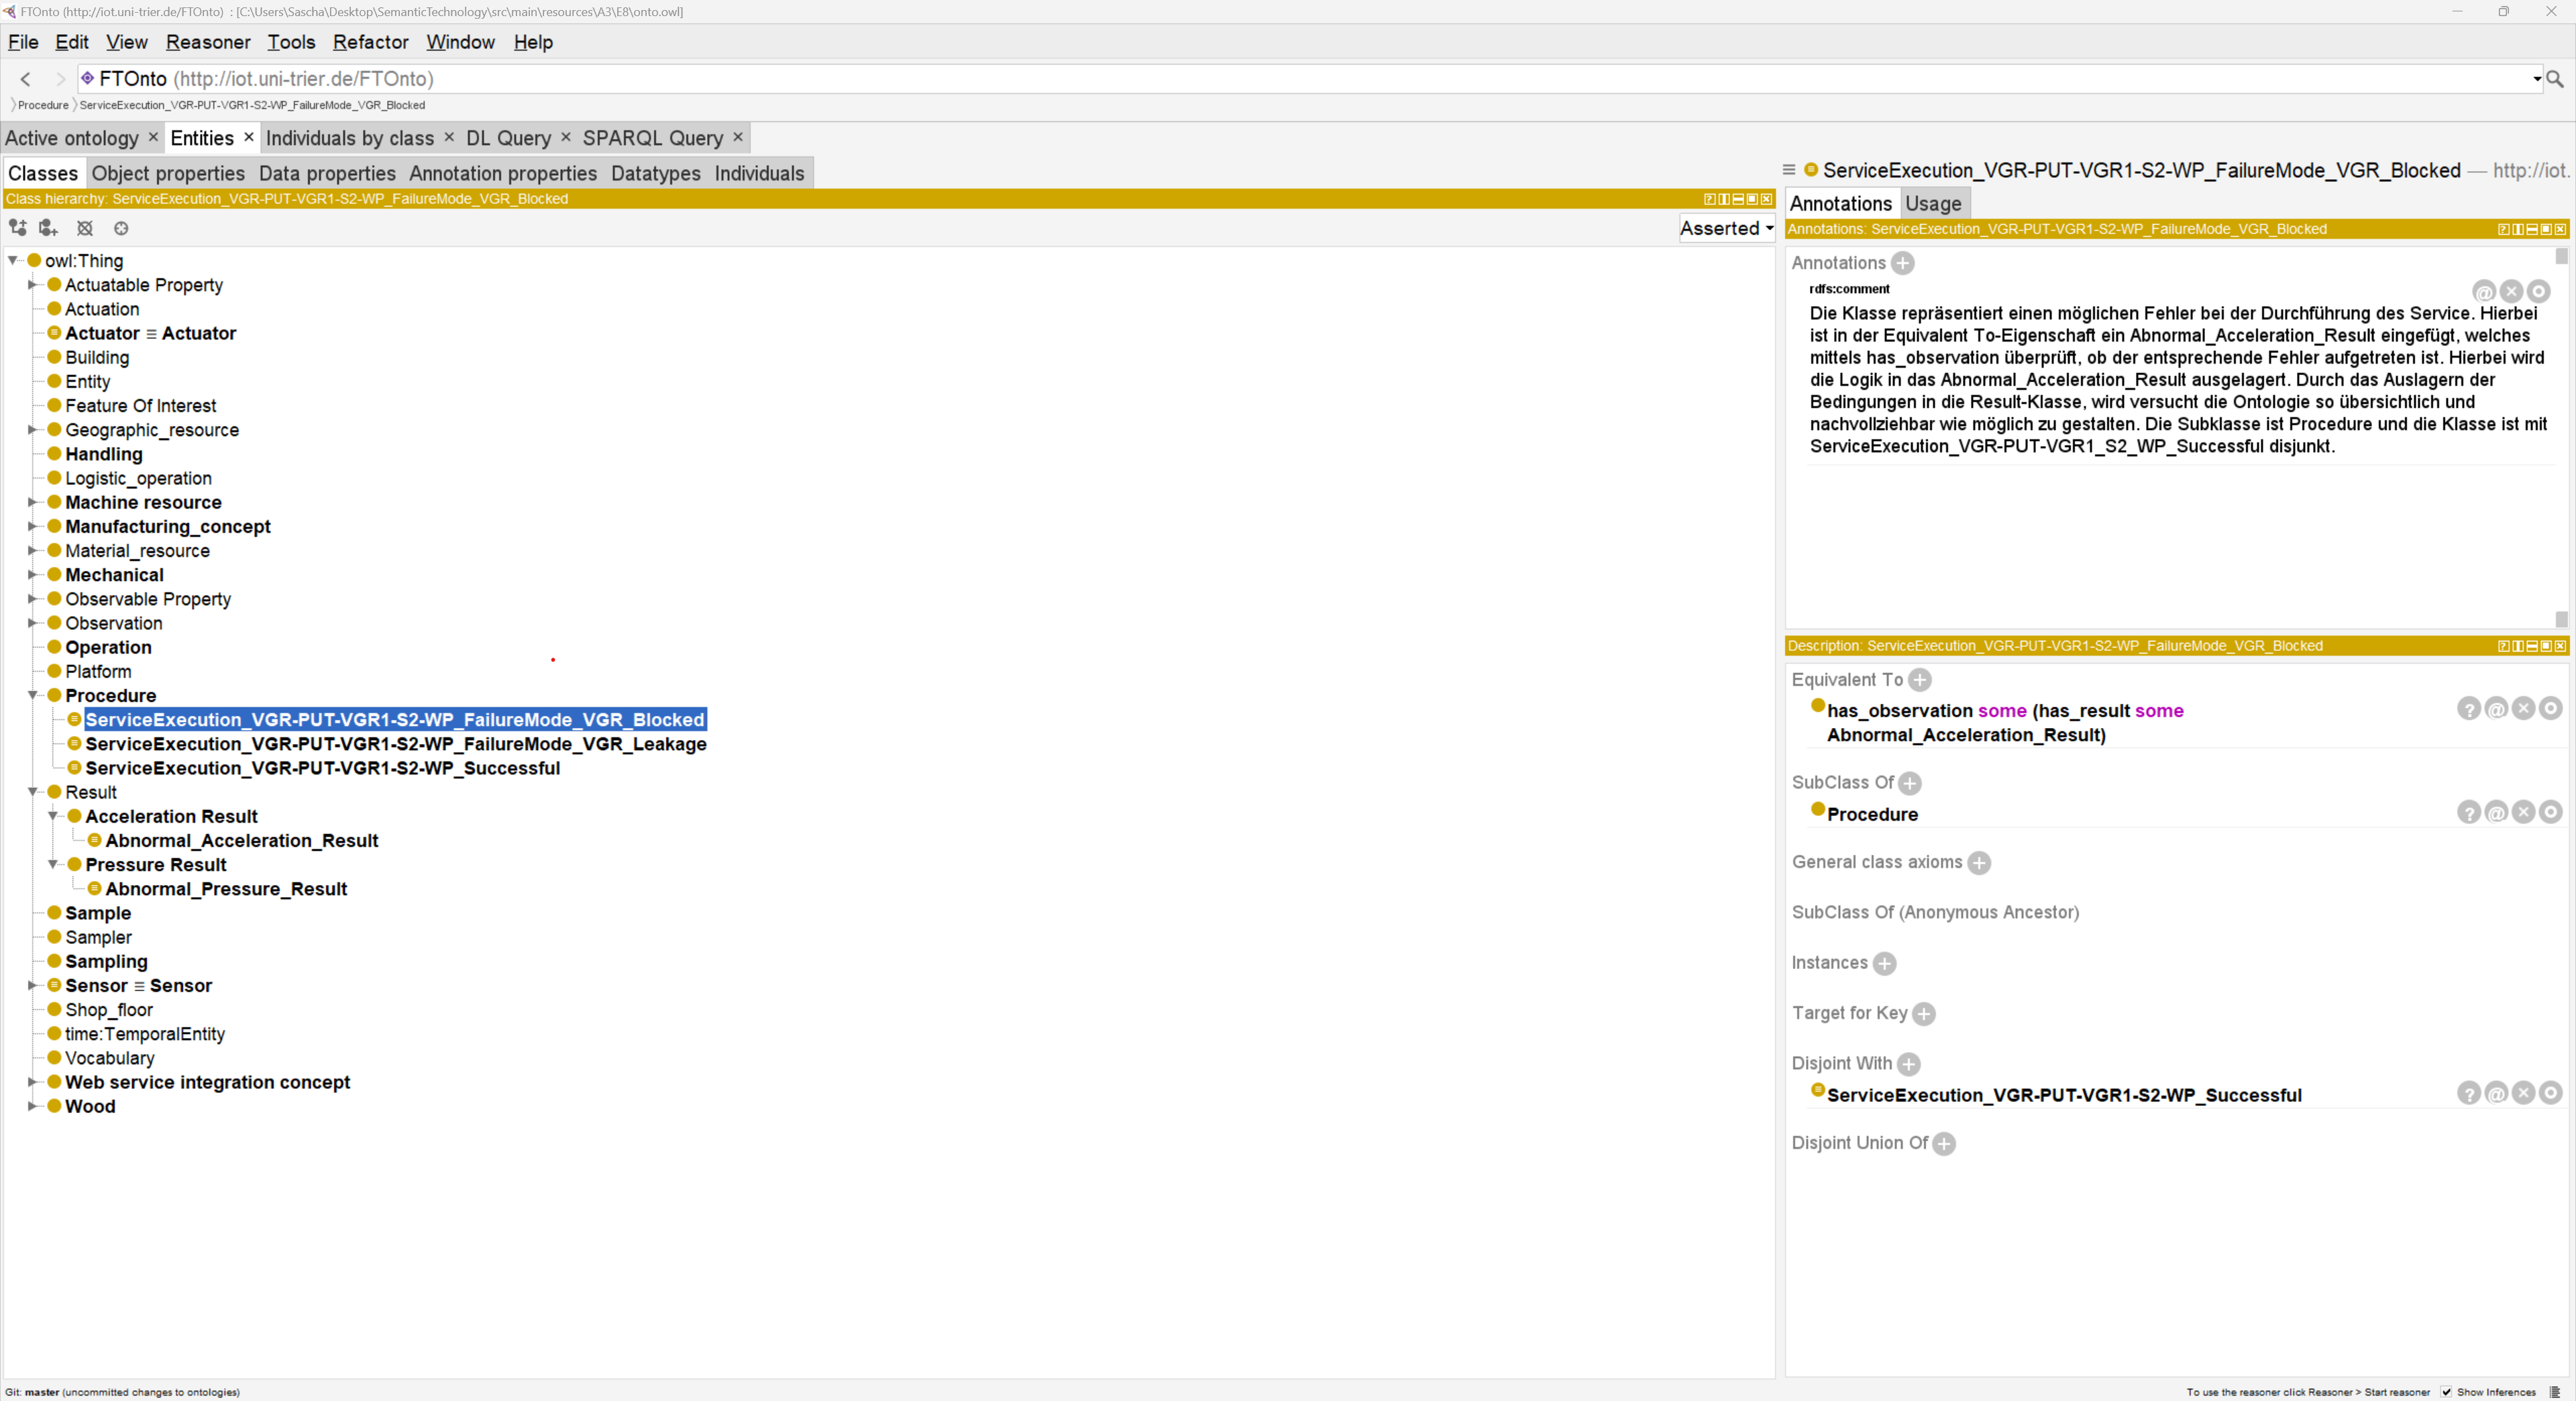 FTOnto (http://iot.uni-trier.de/FTOnto) : [C:\Users\Sascha\Desktop\SemanticTechnology\src\main\resources\A3\E8\onto.owl]
File Edit View Reasoner Tools Refactor Window Help
FTOnto (http://iot.uni-trier.de/FTOnto)
Procedure ServiceExecution_VGR-PUT-VGR1-S2-WP_FailureMode_VGR_Blocked
Active ontology Entities Individuals by class DL Query SPARQL Query
Classes Object properties Data properties Annotation properties Datatypes Individuals
Class hierarchy: ServiceExecution_VGR-PUT-VGR1-S2-WP_FailureMode_VGR_Blocked
Asserted
owl:Thing
Actuatable Property
Actuation
Actuator ≡ Actuator
Building
Entity
Feature Of Interest
Geographic_resource
Handling
Logistic_operation
Machine resource
Manufacturing_concept
Material_resource
Mechanical
Observable Property
Observation
Operation
Platform
Procedure
ServiceExecution_VGR-PUT-VGR1-S2-WP_FailureMode_VGR_Blocked
ServiceExecution_VGR-PUT-VGR1-S2-WP_FailureMode_VGR_Leakage
ServiceExecution_VGR-PUT-VGR1-S2-WP_Successful
Result
Acceleration Result
Abnormal_Acceleration_Result
Pressure Result
Abnormal_Pressure_Result
Sample
Sampler
Sampling
Sensor ≡ Sensor
Shop_floor
time:TemporalEntity
Vocabulary
Web service integration concept
Wood
ServiceExecution_VGR-PUT-VGR1-S2-WP_FailureMode_VGR_Blocked — http://iot.
Annotations Usage
Annotations: ServiceExecution_VGR-PUT-VGR1-S2-WP_FailureMode_VGR_Blocked
Annotations
rdfs:comment
Die Klasse repräsentiert einen möglichen Fehler bei der Durchführung des Service. Hierbei
ist in der Equivalent To-Eigenschaft ein Abnormal_Acceleration_Result eingefügt, welches
mittels has_observation überprüft, ob der entsprechende Fehler aufgetreten ist. Hierbei wird
die Logik in das Abnormal_Acceleration_Result ausgelagert. Durch das Auslagern der
Bedingungen in die Result-Klasse, wird versucht die Ontologie so übersichtlich und
nachvollziehbar wie möglich zu gestalten. Die Subklasse ist Procedure und die Klasse ist mit
ServiceExecution_VGR-PUT-VGR1_S2_WP_Successful disjunkt.
Description: ServiceExecution_VGR-PUT-VGR1-S2-WP_FailureMode_VGR_Blocked
Equivalent To
has_observation some (has_result some
Abnormal_Acceleration_Result)
SubClass Of
Procedure
General class axioms
SubClass Of (Anonymous Ancestor)
Instances
Target for Key
Disjoint With
ServiceExecution_VGR-PUT-VGR1-S2-WP_Successful
Disjoint Union Of
Git: master (uncommitted changes to ontologies)
To use the reasoner click Reasoner > Start reasoner Show Inferences